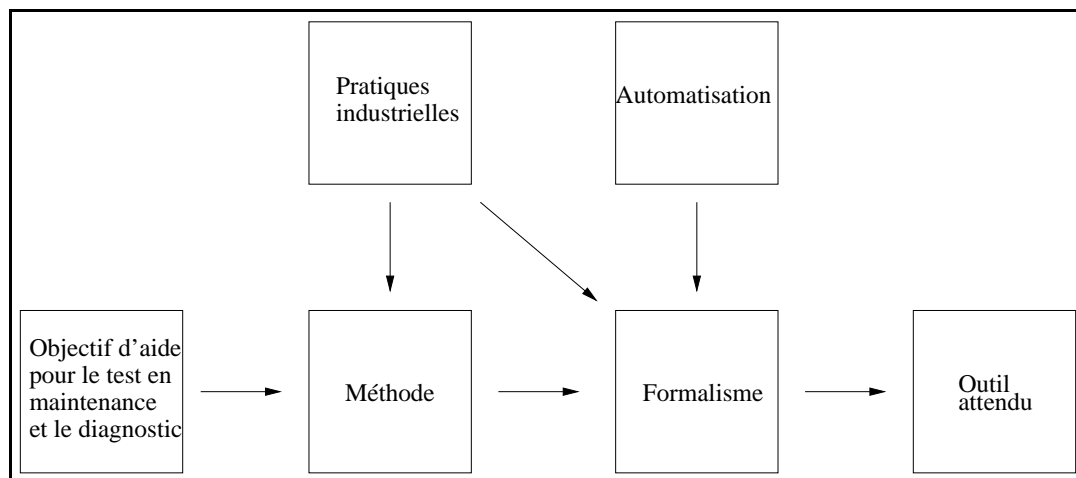 Pratiques
industrielles
Automatisation
Objectif d’aide
pour le test en
maintenance
et le diagnostic
Méthode
Formalisme
Outil
attendu